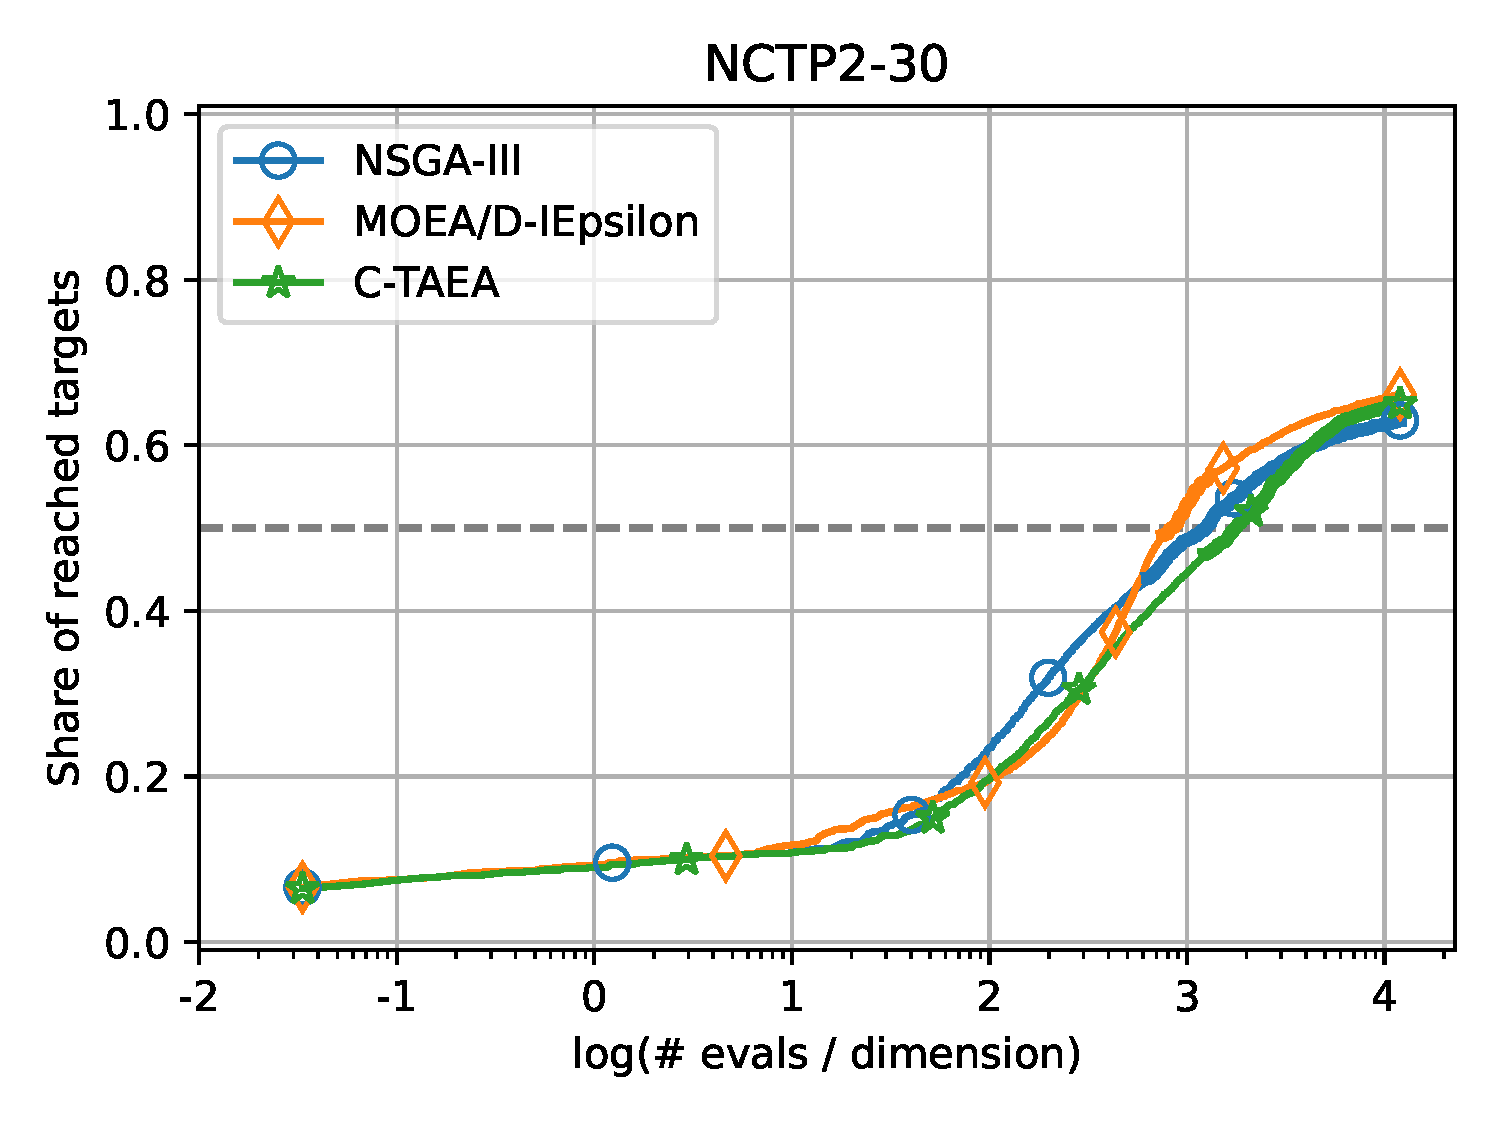 NCTP2-30
NSGA-III
MOEA/D-IEpsilon
C-TAEA
Share of reached targets
1.0
0.8
0.6
0.4
0.2
0.0
-2 -1 0 1 2 3 4
log(# evals / dimension)